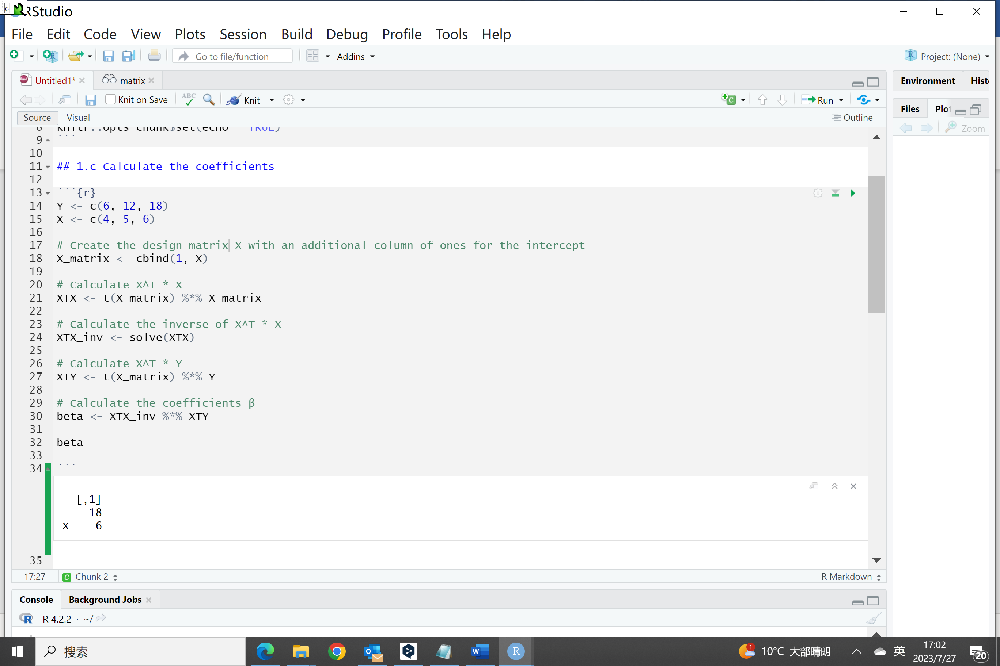 c
RStudio
File Edit Code View Plots Session Build Debug Profile Tools Help
Go to file/function Addins Project: (None)
Untitled1* matrix
Environment
Knit on Save ABC Knit Run
Files
Source Visual Outline
Zoom
8 knitr::opts_chunk$set(echo = TRUE)
9 ```
10
11 ## 1.c Calculate the coefficients
12
13 ```{r}
14 Y <- c(6, 12, 18)
15 X <- c(4, 5, 6)
16
17 # Create the design matrix X with an additional column of ones for the intercept
18 X_matrix <- cbind(1, X)
19
20 # Calculate X^T * X
21 XTX <- t(X_matrix) %*% X_matrix
22
23 # Calculate the inverse of X^T * X
24 XTX_inv <- solve(XTX)
25
26 # Calculate X^T * Y
27 XTY <- t(X_matrix) %*% Y
28
29 # Calculate the coefficients β
30 beta <- XTX_inv %*% XTY
31
32 beta
33
34 ```
[,1]
-18
X 6
35
17:27 C Chunk 2 R Markdown
Console Background Jobs
R 4.2.2 · ~/
搜索
1 10°C 大部晴朗 英 17:02
2023/7/27 20